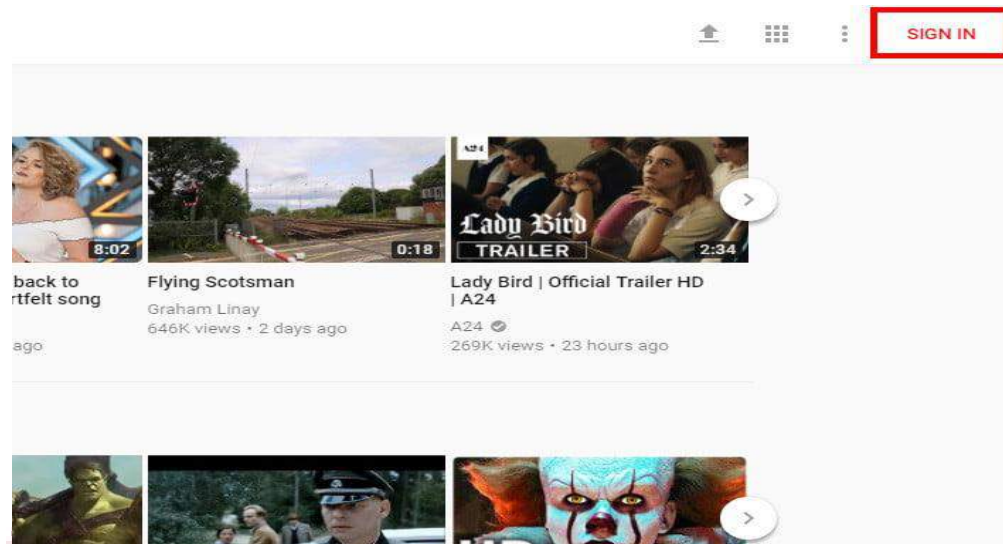 SIGN IN
8:02
0:18
A24
Lady Bird
TRAILER
2:34
back to
rtfelt song
ago
Flying Scotsman
Graham Linay
646K views • 2 days ago
Lady Bird | Official Trailer HD
| A24
A24
269K views • 23 hours ago
HD